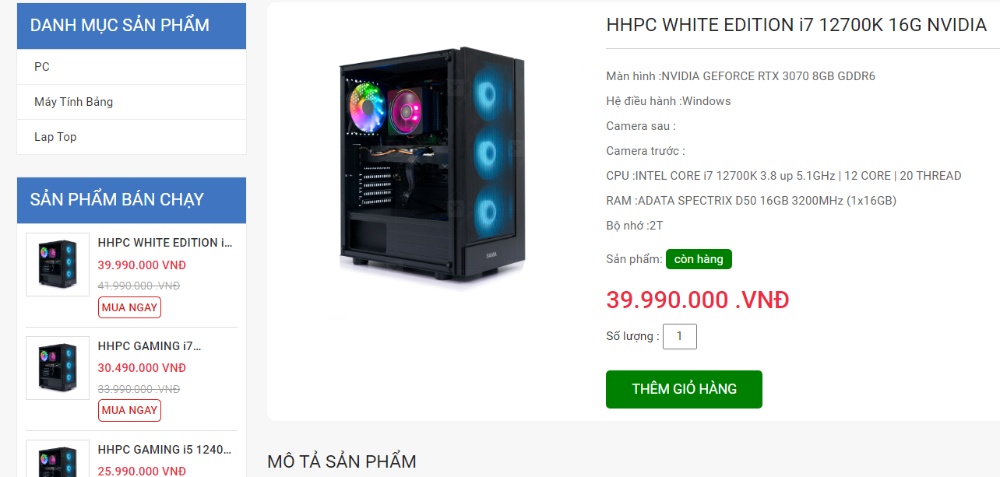 DANH MỤC SẢN PHẨM
PC
Máy Tính Bảng
Lap Top
SẢN PHẨM BÁN CHẠY
HHPC WHITE EDITION i...
39.990.000 VNĐ
41.990.000 .VNĐ
MUA NGAY
HHPC GAMING i7...
30.490.000 VNĐ
33.990.000 .VNĐ
MUA NGAY
HHPC GAMING i5 1240...
25.990.000 VNĐ
SAMA
HHPC WHITE EDITION i7 12700K 16G NVIDIA
Màn hình :NVIDIA GEFORCE RTX 3070 8GB GDDR6
Hệ điều hành :Windows
Camera sau :
Camera trước :
CPU :INTEL CORE i7 12700K 3.8 up 5.1GHz | 12 CORE | 20 THREAD
RAM :ADATA SPECTRIX D50 16GB 3200MHz (1x16GB)
Bộ nhớ :2T
Sản phẩm: còn hàng
39.990.000 .VNĐ
Số lượng : 1
THÊM GIỎ HÀNG
MÔ TẢ SẢN PHẨM